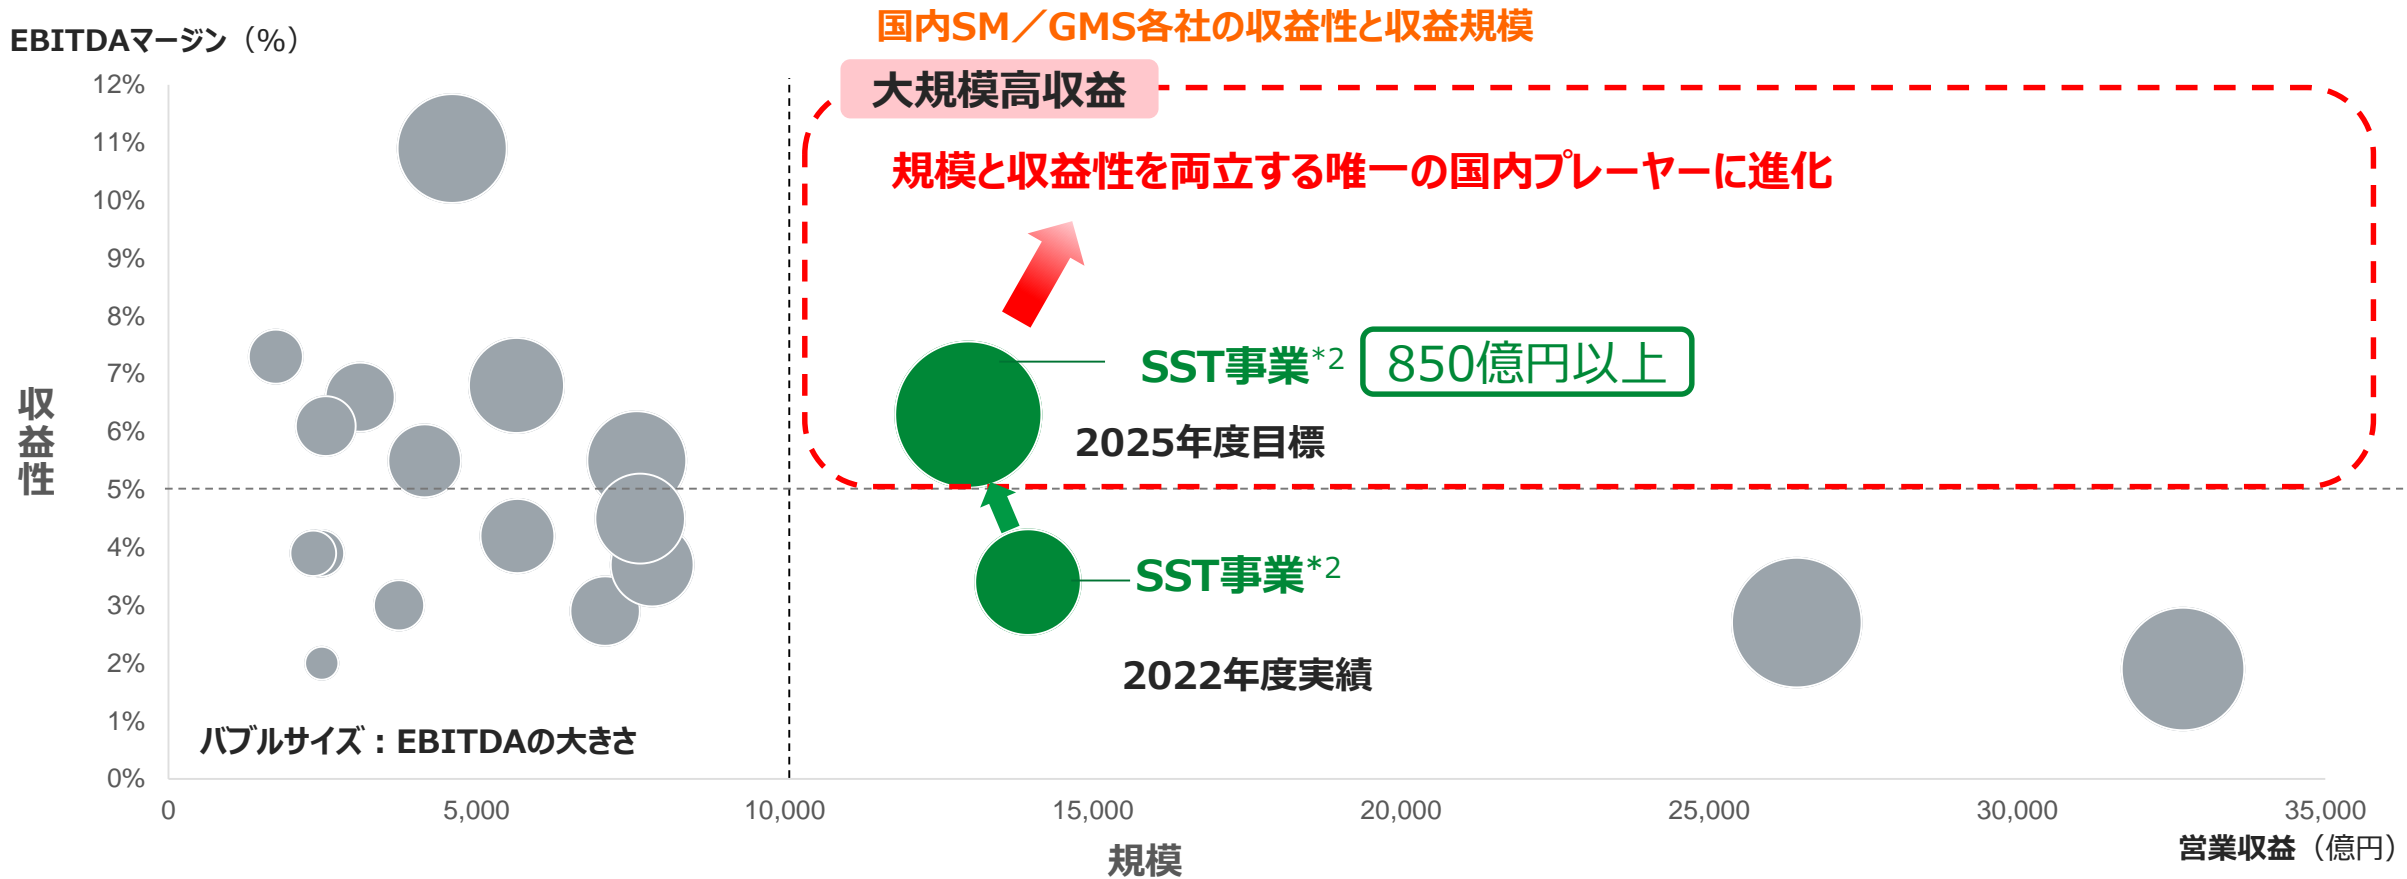 国内SM／GMS各社の収益性と収益規模
EBITDAマージン（%）
12%
11%
10%
9%
8%
7%
6%
5%
4%
3%
2%
1%
0%
収益性
大規模高収益
規模と収益性を両立する唯一の国内プレーヤーに進化
SST事業*2 850億円以上
2025年度目標
SST事業*2
2022年度実績
バブルサイズ：EBITDAの大きさ
0 5,000 10,000 15,000 20,000 25,000 30,000 35,000
営業収益（億円）
規模